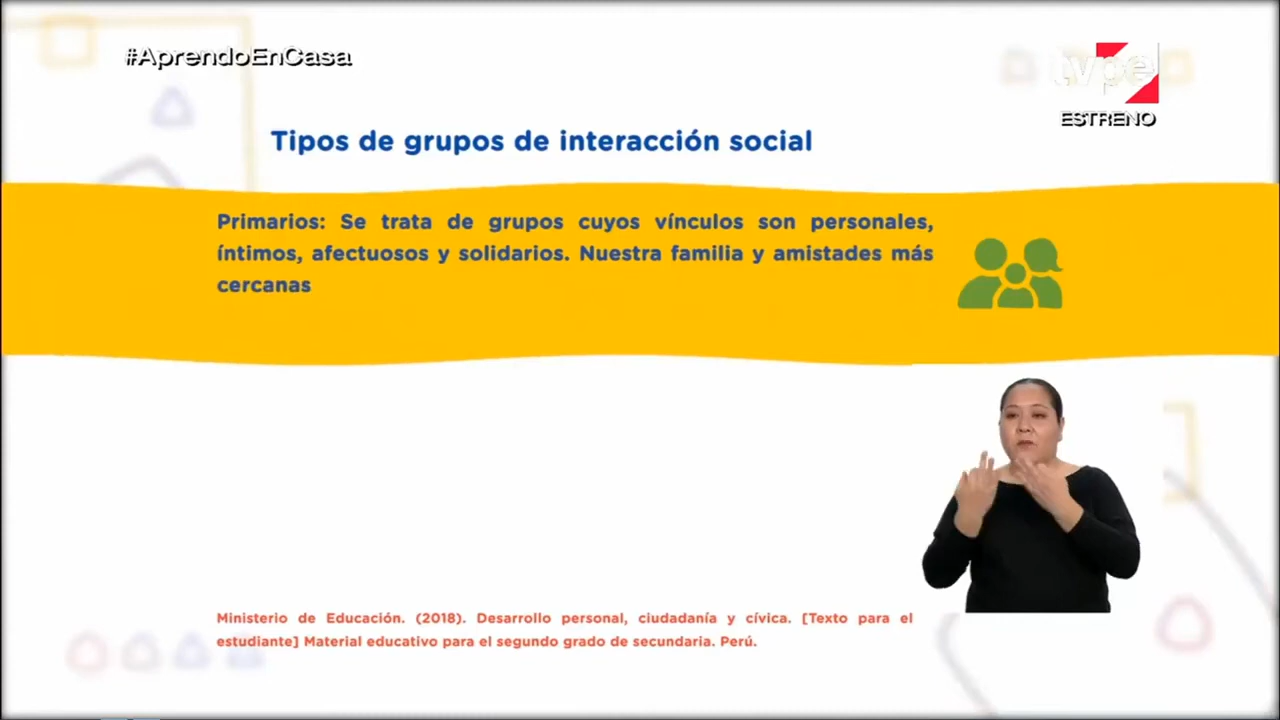 #AprendoEnCasa
tvpe
ESTRENO
Tipos de grupos de interacción social
Primarios: Se trata de grupos cuyos vínculos son personales,
íntimos, afectuosos y solidarios. Nuestra familia y amistades más
cercanas
Ministerio de Educación. (2018). Desarrollo personal, ciudadanía y cívica. [Texto para el
estudiante] Material educativo para el segundo grado de secundaria. Perú.